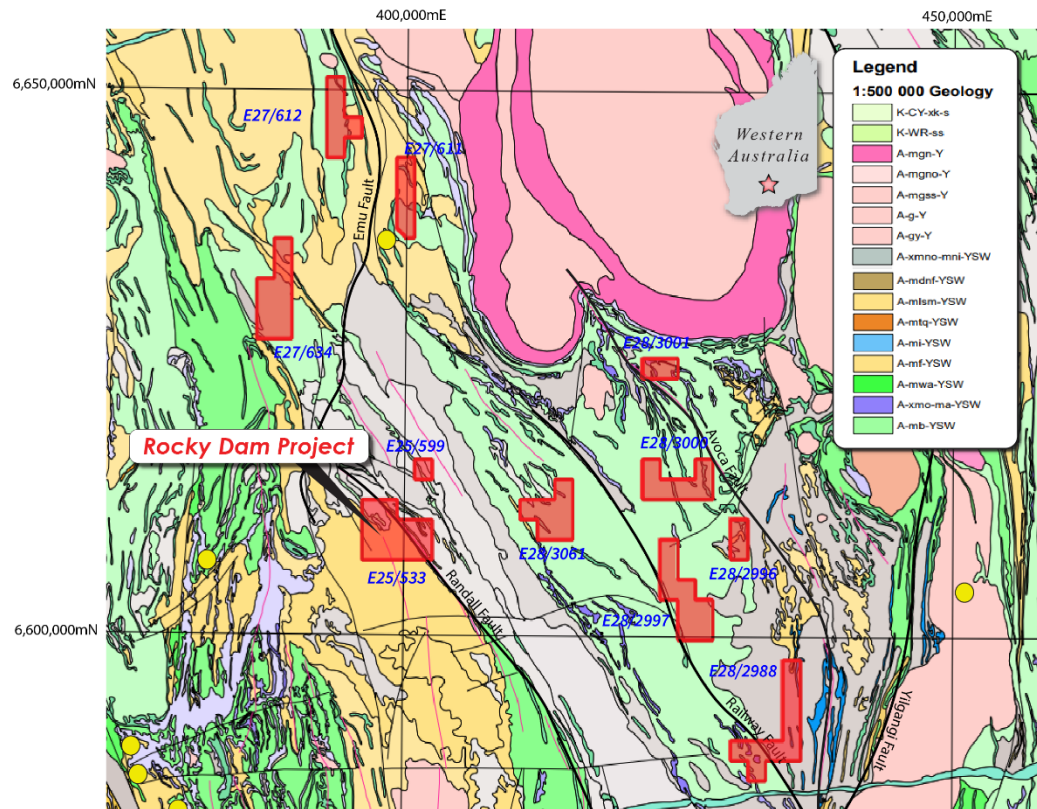 400,000mE
450,000mE
6,650,000mN
Legend
1:500 000 Geology
K-CY-xk-s
K-WR-ss
A-mgn-Y
A-mgno-Y
A-mgss-Y
A-g-Y
A-gy-Y
A-xmno-mni-YSW
A-mdnf-YSW
A-mlsm-YSW
A-mtq-YSW
A-mi-YSW
A-mf-YSW
A-mwa-YSW
A-xmo-ma-YSW
A-mb-YSW
Western
Australia
E27/612
E27/611
Emu Fault
E27/634
E28/3001
Rocky Dam Project
E25/599
E28/3000
Avoca Fault
E28/3061
E28/2996
E25/533
Randall Fault
E28/2997
6,600,000mN
E28/2988
Railway Fault
Yilgangi Fault